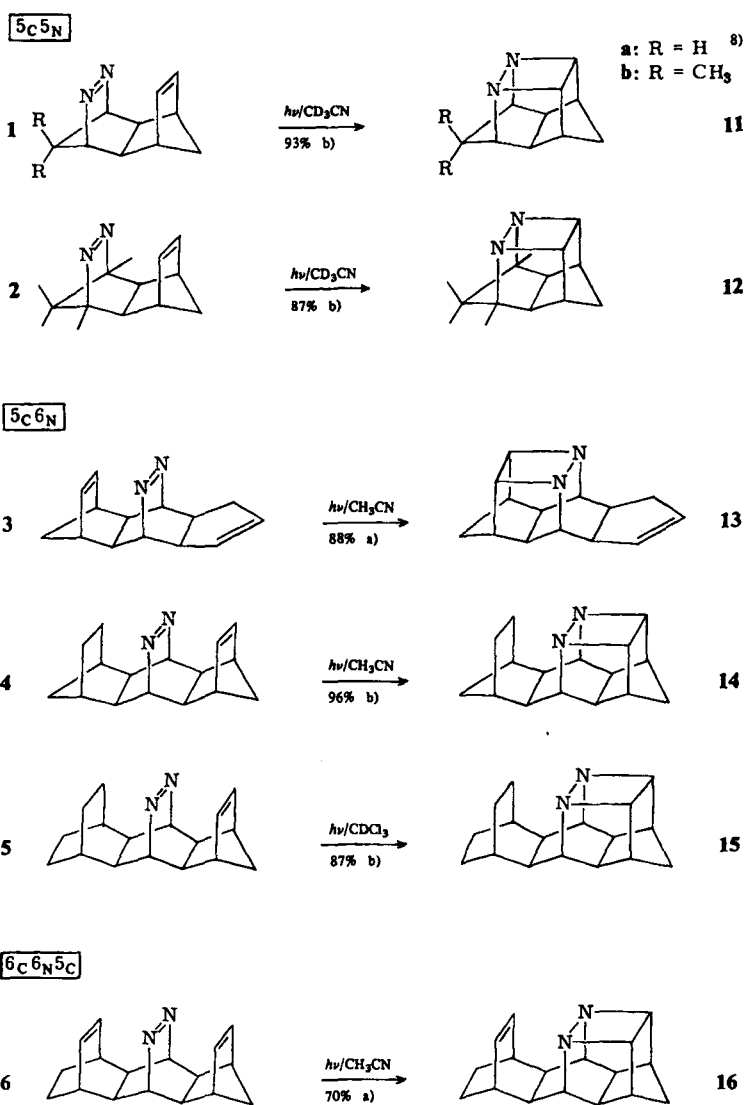 5C5N
a: R = H 8)
b: R = CH3
1 R R N N hν/CD3CN 93% b) R R N N 11
2 N N hν/CD3CN 87% b) N N 12
5C6N
3 N N hν/CH3CN 88% a) N N 13
4 N N hν/CH3CN 96% b) N N 14
5 N N hν/CDCl3 87% b) N N 15
6C6N5C
6 N N hν/CH3CN 70% a) N N 16